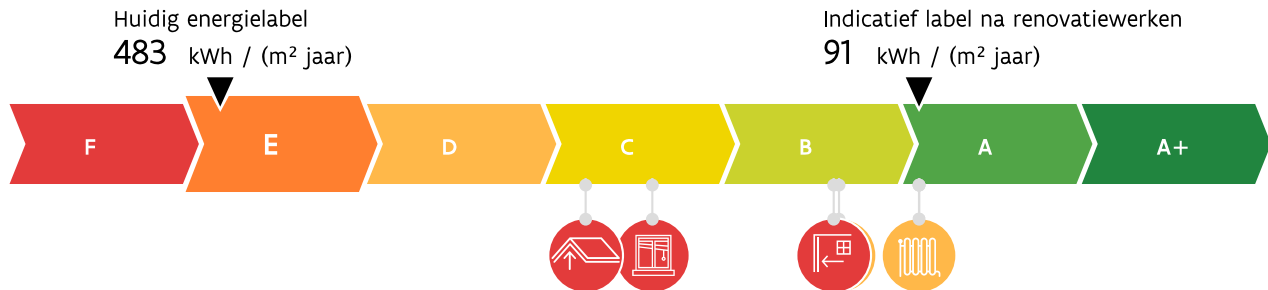 Huidig energielabel
483 kWh / (m² jaar)
Indicatief label na renovatiewerken
91 kWh / (m² jaar)
F E D C B A A+